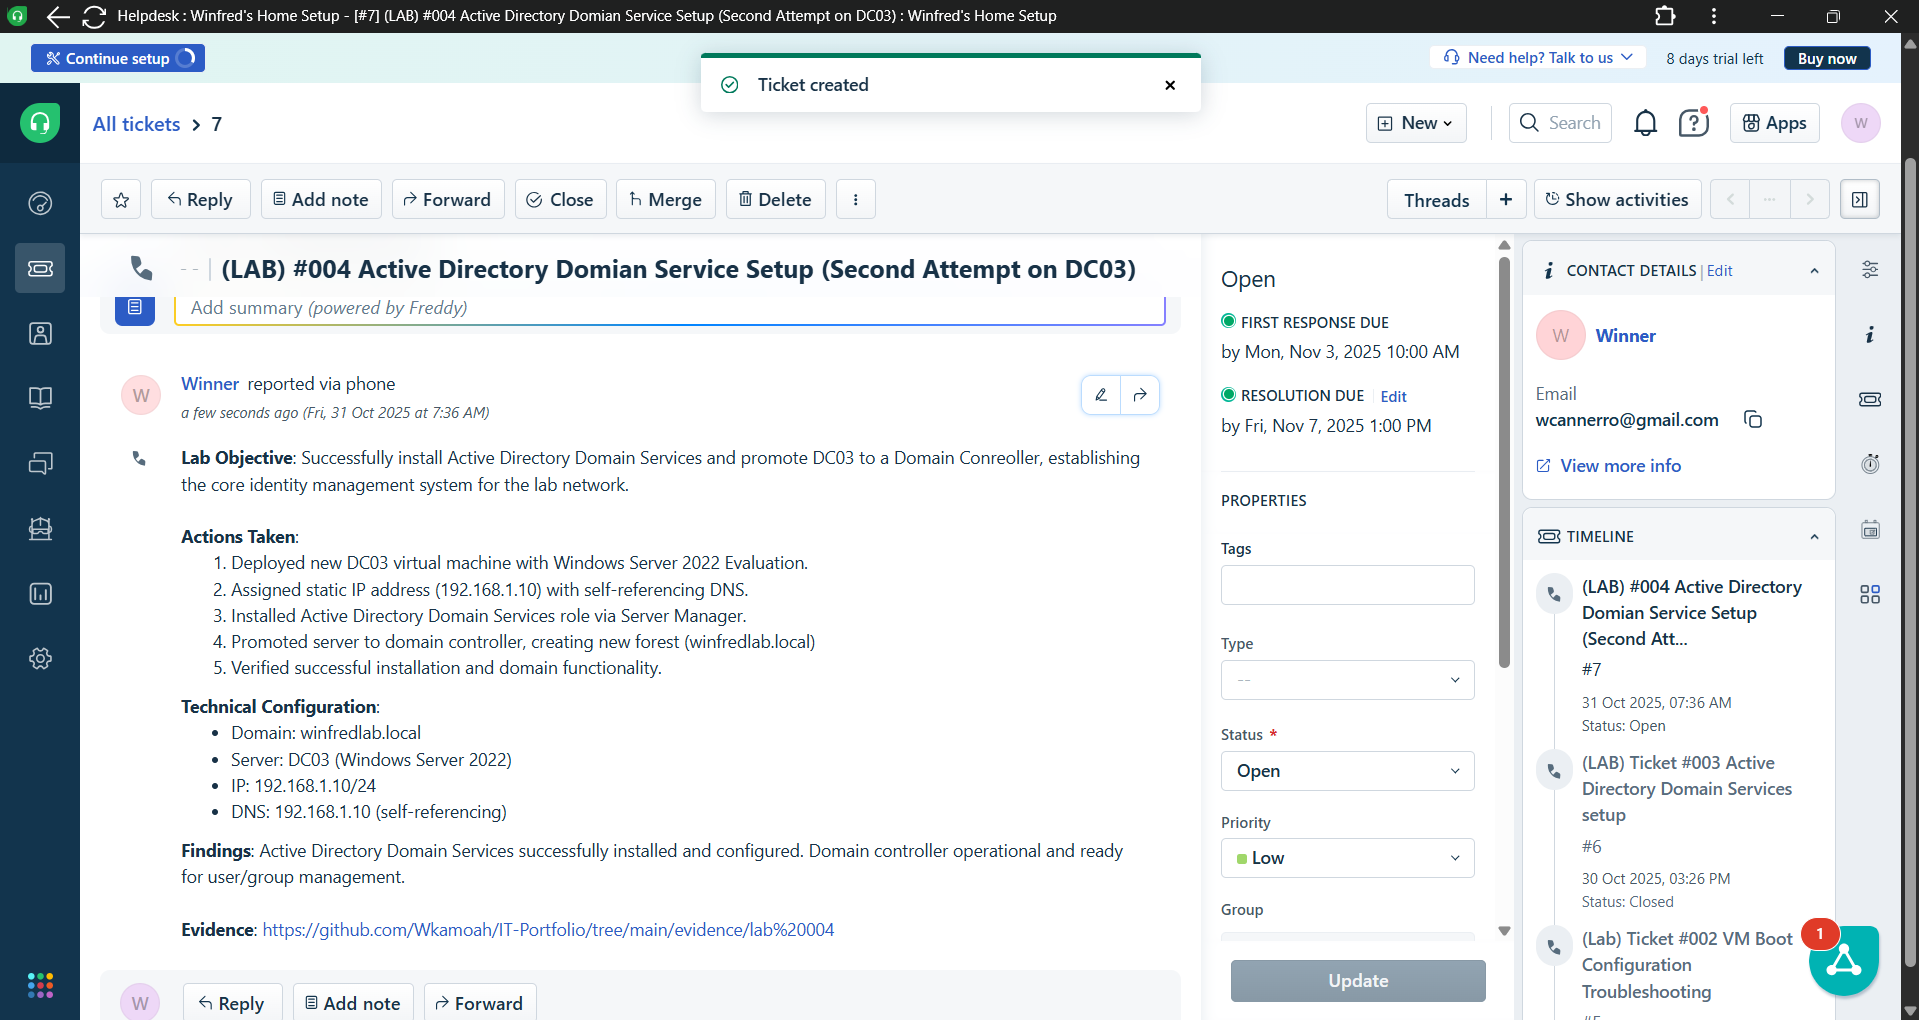 Helpdesk : Winfred's Home Setup - [#7] (LAB) #004 Active Directory Domian Service Setup (Second Attempt on DC03) : Winfred's Home Setup
Continue setup
Ticket created
Need help? Talk to us
8 days trial left
Buy now
All tickets > 7
New
Search
Apps
W
Reply
Add note
Forward
Close
Merge
Delete
Threads
+
Show activities
-- | (LAB) #004 Active Directory Domian Service Setup (Second Attempt on DC03)
Add summary (powered by Freddy)
W
Winner reported via phone
a few seconds ago (Fri, 31 Oct 2025 at 7:36 AM)
Lab Objective: Successfully install Active Directory Domain Services and promote DC03 to a Domain Conreoller, establishing
the core identity management system for the lab network.
Actions Taken:
1. Deployed new DC03 virtual machine with Windows Server 2022 Evaluation.
2. Assigned static IP address (192.168.1.10) with self-referencing DNS.
3. Installed Active Directory Domain Services role via Server Manager.
4. Promoted server to domain controller, creating new forest (winfredlab.local)
5. Verified successful installation and domain functionality.
Technical Configuration:
• Domain: winfredlab.local
• Server: DC03 (Windows Server 2022)
• IP: 192.168.1.10/24
• DNS: 192.168.1.10 (self-referencing)
Findings: Active Directory Domain Services successfully installed and configured. Domain controller operational and ready
for user/group management.
Evidence: https://github.com/Wkamoah/IT-Portfolio/tree/main/evidence/lab%20004
W
Reply
Add note
Forward
Open
FIRST RESPONSE DUE
by Mon, Nov 3, 2025 10:00 AM
RESOLUTION DUE Edit
by Fri, Nov 7, 2025 1:00 PM
PROPERTIES
Tags
Type
--
Status *
Open
Priority
Low
Group
Update
CONTACT DETAILS | Edit
W
Winner
Email
wcannerro@gmail.com
View more info
TIMELINE
(LAB) #004 Active Directory
Domian Service Setup
(Second Att...
#7
31 Oct 2025, 07:36 AM
Status: Open
(LAB) Ticket #003 Active
Directory Domain Services
setup
#6
30 Oct 2025, 03:26 PM
Status: Closed
(Lab) Ticket #002 VM Boot
Configuration
Troubleshooting
1